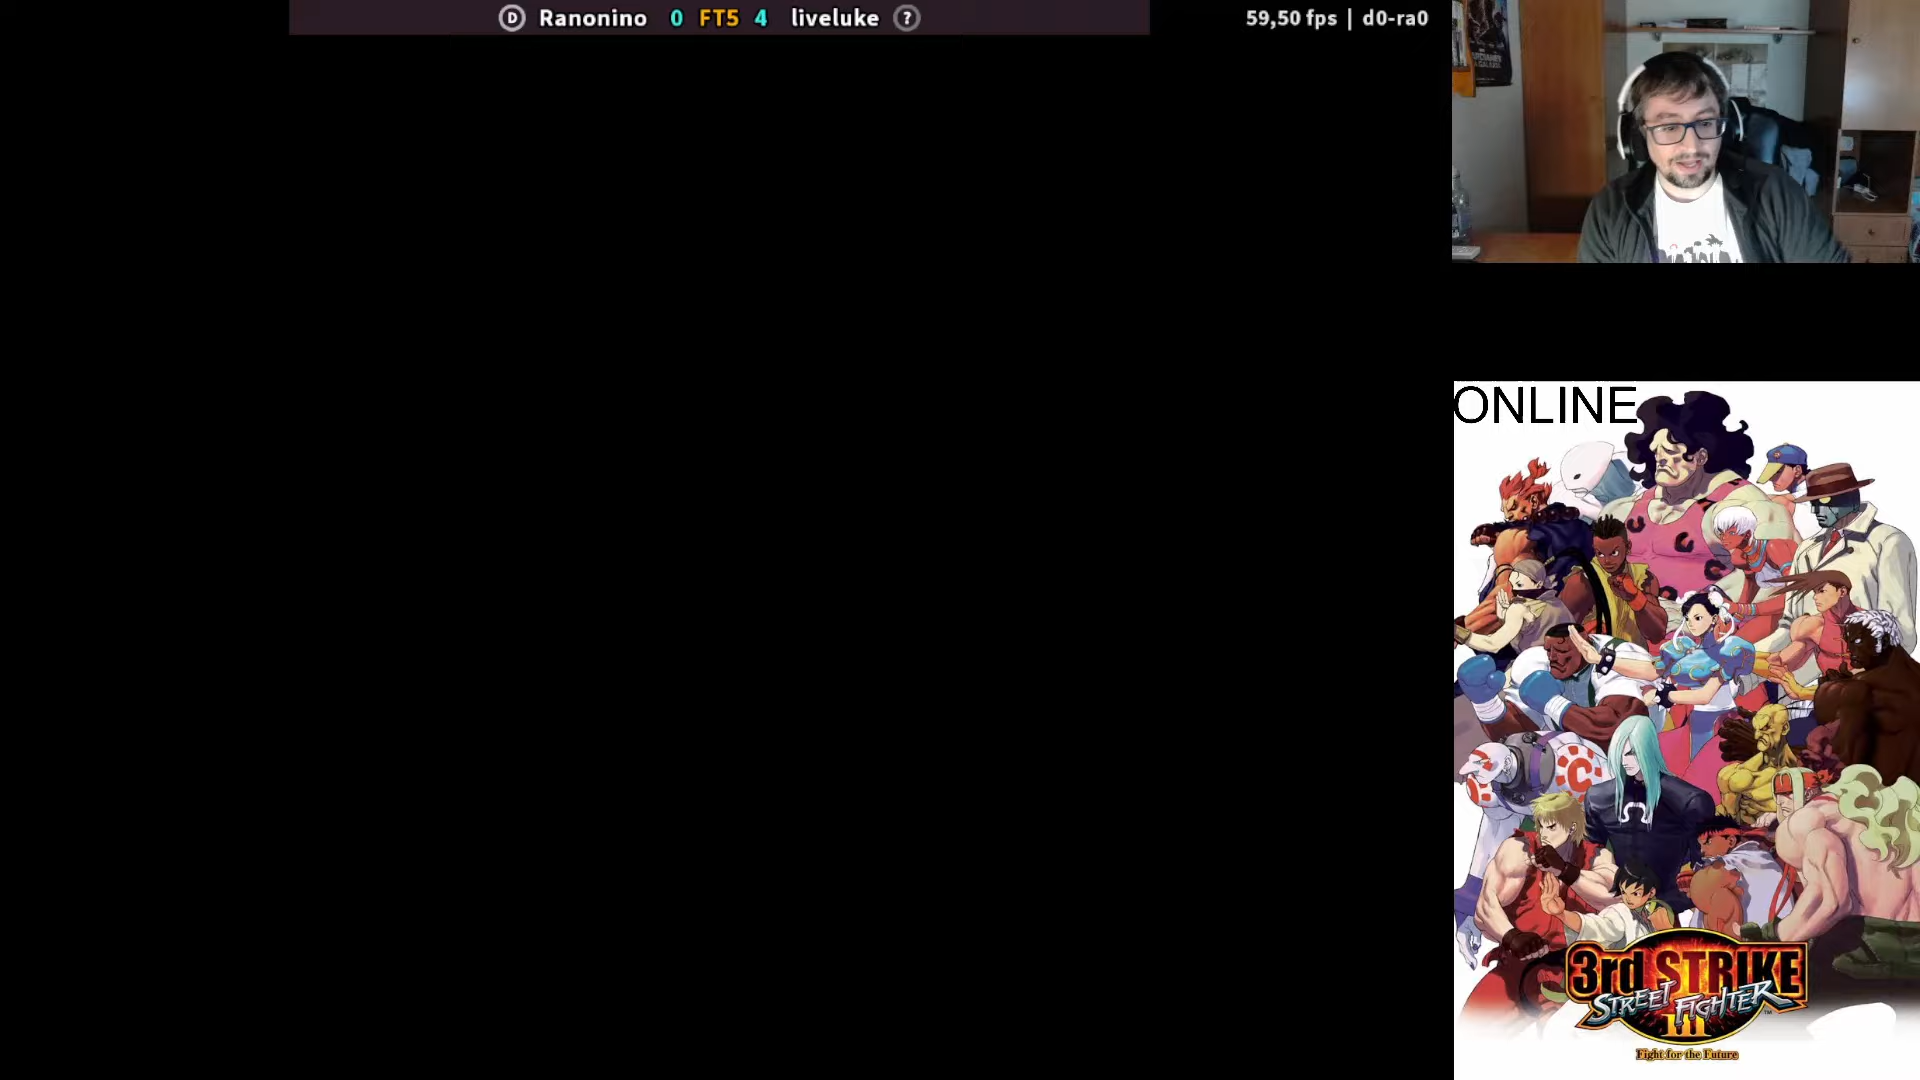 D Ranonino 0 FT5 4 liveluke ?
59,50 fps | d0-ra0
ONLINE
3rd STRIKE
STREET FIGHTER
III
Fight for the Future